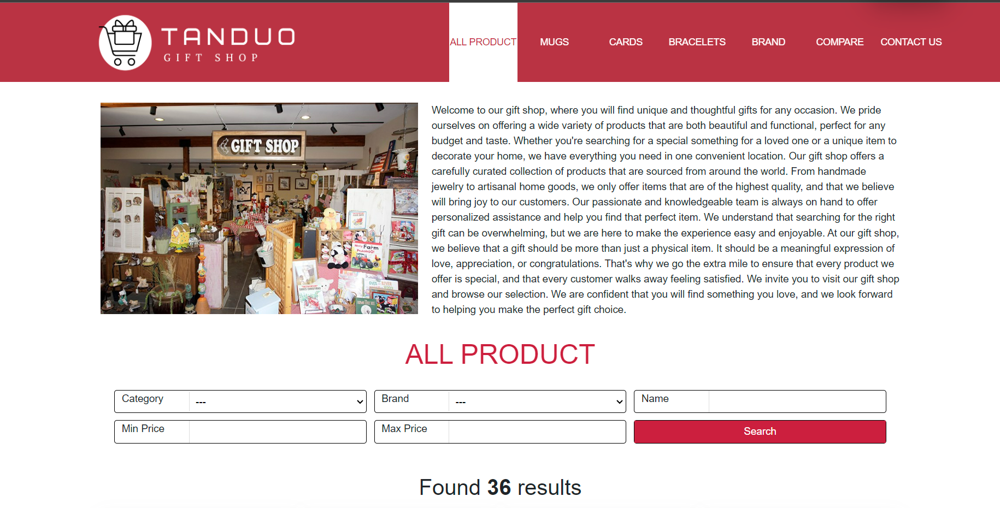 TANDUO
GIFT SHOP
ALL PRODUCT
MUGS
CARDS
BRACELETS
BRAND
COMPARE
CONTACT US
GIFT SHOP
Farm
Welcome to our gift shop, where you will find unique and thoughtful gifts for any occasion. We pride
ourselves on offering a wide variety of products that are both beautiful and functional, perfect for any
budget and taste. Whether you're searching for a special something for a loved one or a unique item to
decorate your home, we have everything you need in one convenient location. Our gift shop offers a
carefully curated collection of products that are sourced from around the world. From handmade
jewelry to artisanal home goods, we only offer items that are of the highest quality, and that we believe
will bring joy to our customers. Our passionate and knowledgeable team is always on hand to offer
personalized assistance and help you find that perfect item. We understand that searching for the right
gift can be overwhelming, but we are here to make the experience easy and enjoyable. At our gift shop,
we believe that a gift should be more than just a physical item. It should be a meaningful expression of
love, appreciation, or congratulations. That's why we go the extra mile to ensure that every product we
offer is special, and that every customer walks away feeling satisfied. We invite you to visit our gift shop
and browse our selection. We are confident that you will find something you love, and we look forward
to helping you make the perfect gift choice.
ALL PRODUCT
Category
---
Brand
---
Name
Min Price
Max Price
Search
Found 36 results